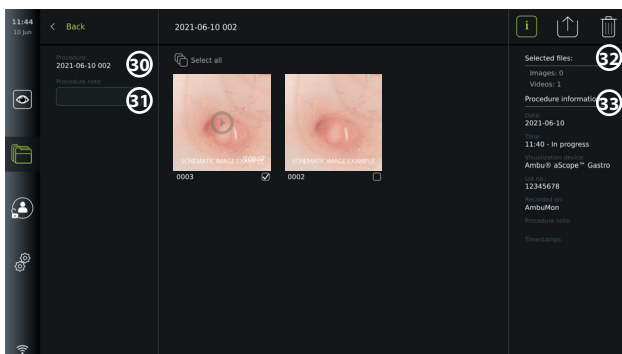 11:44
10 Jun
Back
2021-06-10 002
i
Procedure:
2021-06-10 002
30
Procedure note:
31
Select all
SCHEMATIC IMAGE EXAMPLE
0003
SCHEMATIC IMAGE EXAMPLE
0002
Selected files:
32
Images: 0
Videos: 1
Procedure information
33
Date:
2021-06-10
Time:
11:40 - In progress
Visualization device:
Ambu® aScope™ Gastro
Lot no.:
12345678
Recorded on:
AmbuMon
Procedure note:
Timestamps: